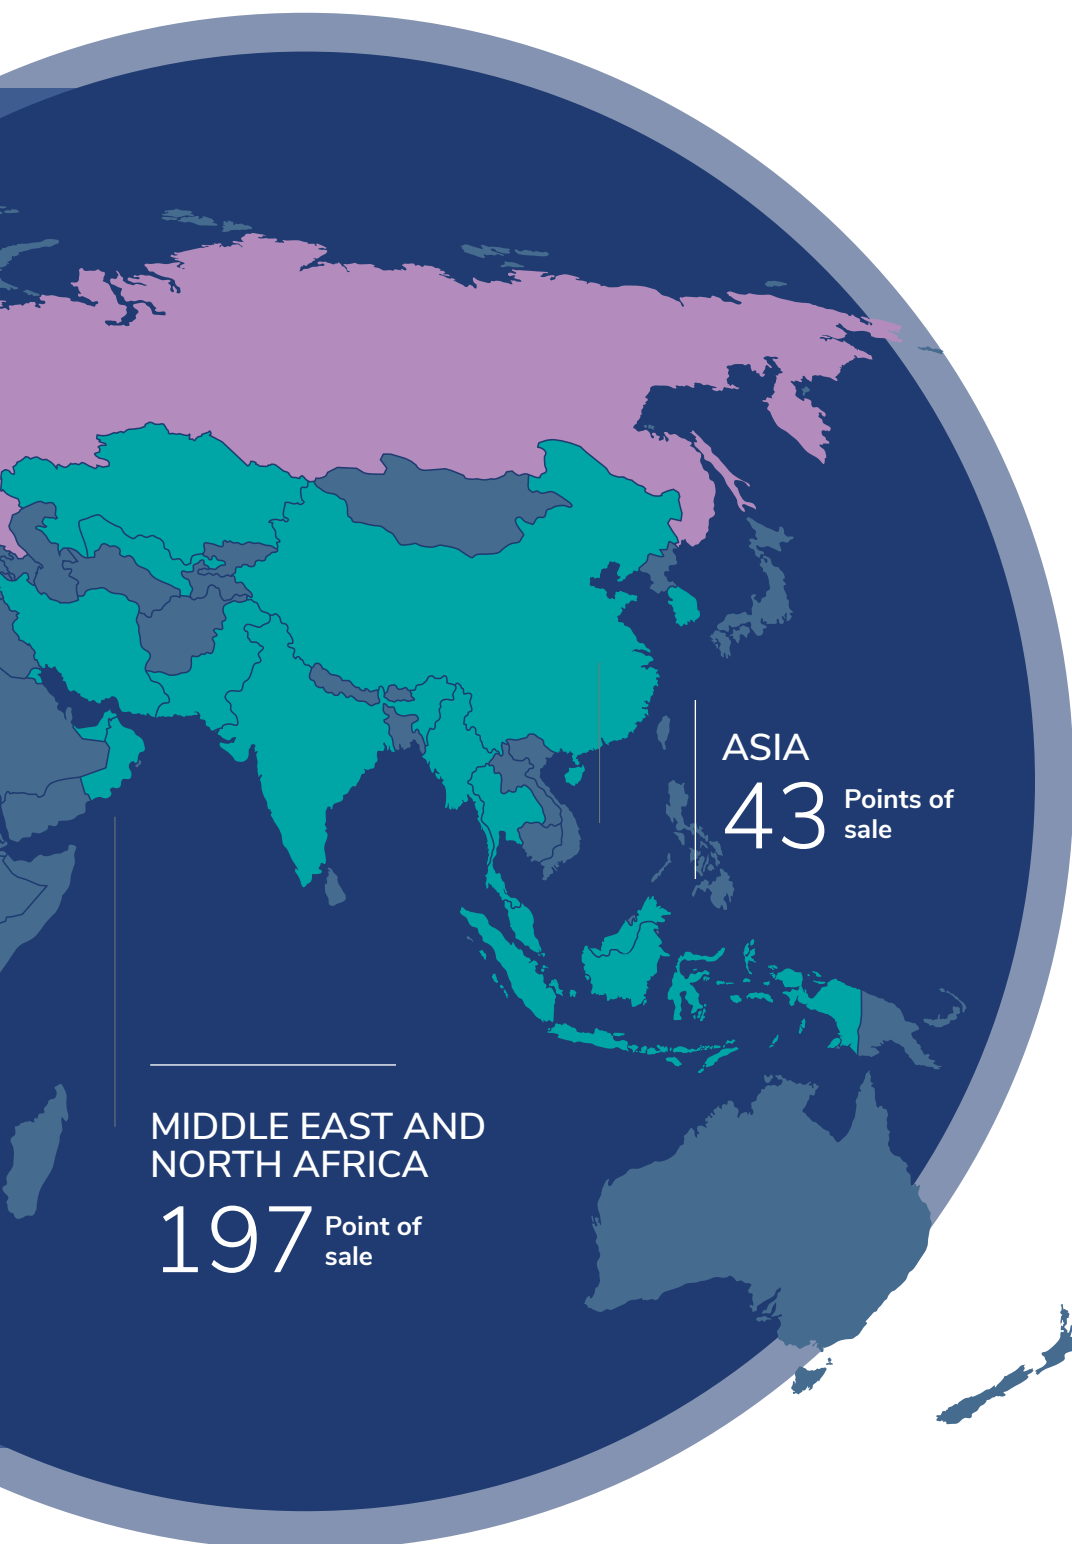 ASIA
43 Points of
sale
MIDDLE EAST AND
NORTH AFRICA
197 Point of
sale